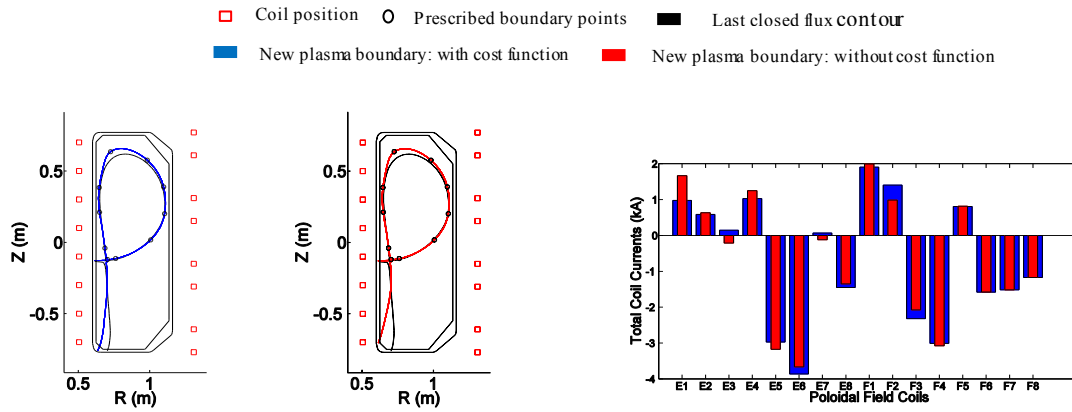 Coil position Prescribed boundary points Last closed flux contour
New plasma boundary: with cost function New plasma boundary: without cost function
0.5
0
-0.5
Z (m)
0.5 1
R (m)
0.5
0
-0.5
Z (m)
0.5 1
R (m)
2
1
0
-1
-2
-3
-4
Total Coil Currents (kA)
E1 E2 E3 E4 E5 E6 E7 E8 F1 F2 F3 F4 F5 F6 F7 F8
Poloidal Field Coils